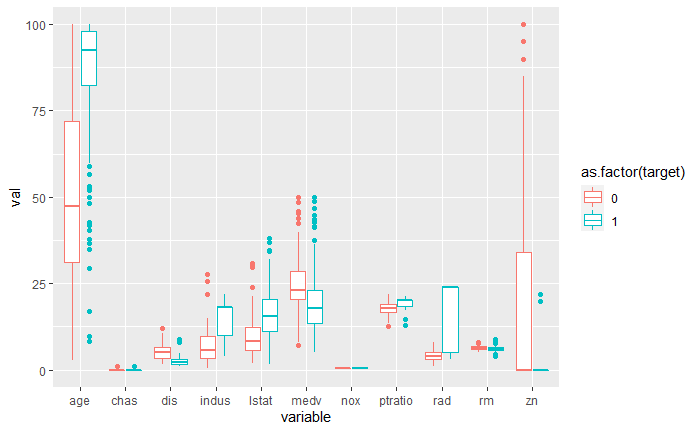 100
75
50
25
0
val
age chas dis indus lstat medv nox ptratio rad rm zn
variable
as.factor(target)
0
1